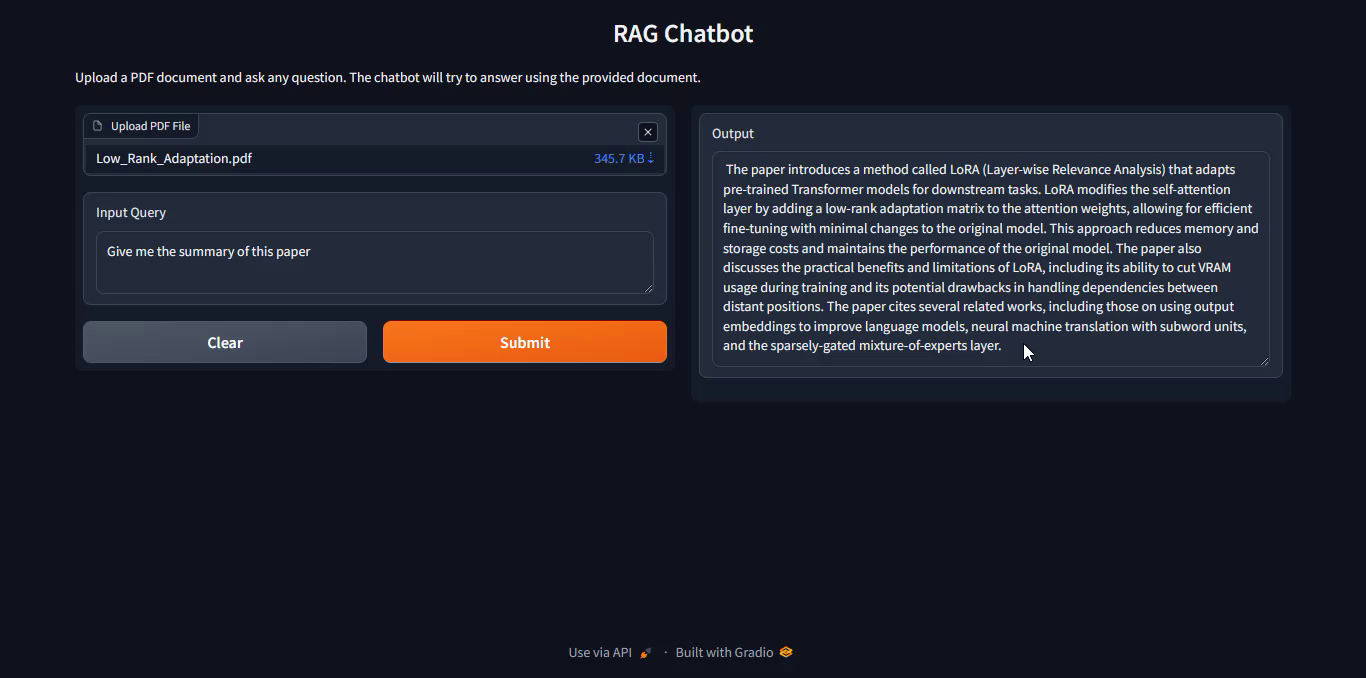 RAG Chatbot
Upload a PDF document and ask any question. The chatbot will try to answer using the provided document.
Upload PDF File
Low_Rank_Adaptation.pdf 345.7 KB ⇣
Input Query
Give me the summary of this paper
Clear
Submit
Output
The paper introduces a method called LoRA (Layer-wise Relevance Analysis) that adapts
pre-trained Transformer models for downstream tasks. LoRA modifies the self-attention
layer by adding a low-rank adaptation matrix to the attention weights, allowing for efficient
fine-tuning with minimal changes to the original model. This approach reduces memory and
storage costs and maintains the performance of the original model. The paper also
discusses the practical benefits and limitations of LoRA, including its ability to cut VRAM
usage during training and its potential drawbacks in handling dependencies between
distant positions. The paper cites several related works, including those on using output
embeddings to improve language models, neural machine translation with subword units,
and the sparsely-gated mixture-of-experts layer.
Use via API · Built with Gradio